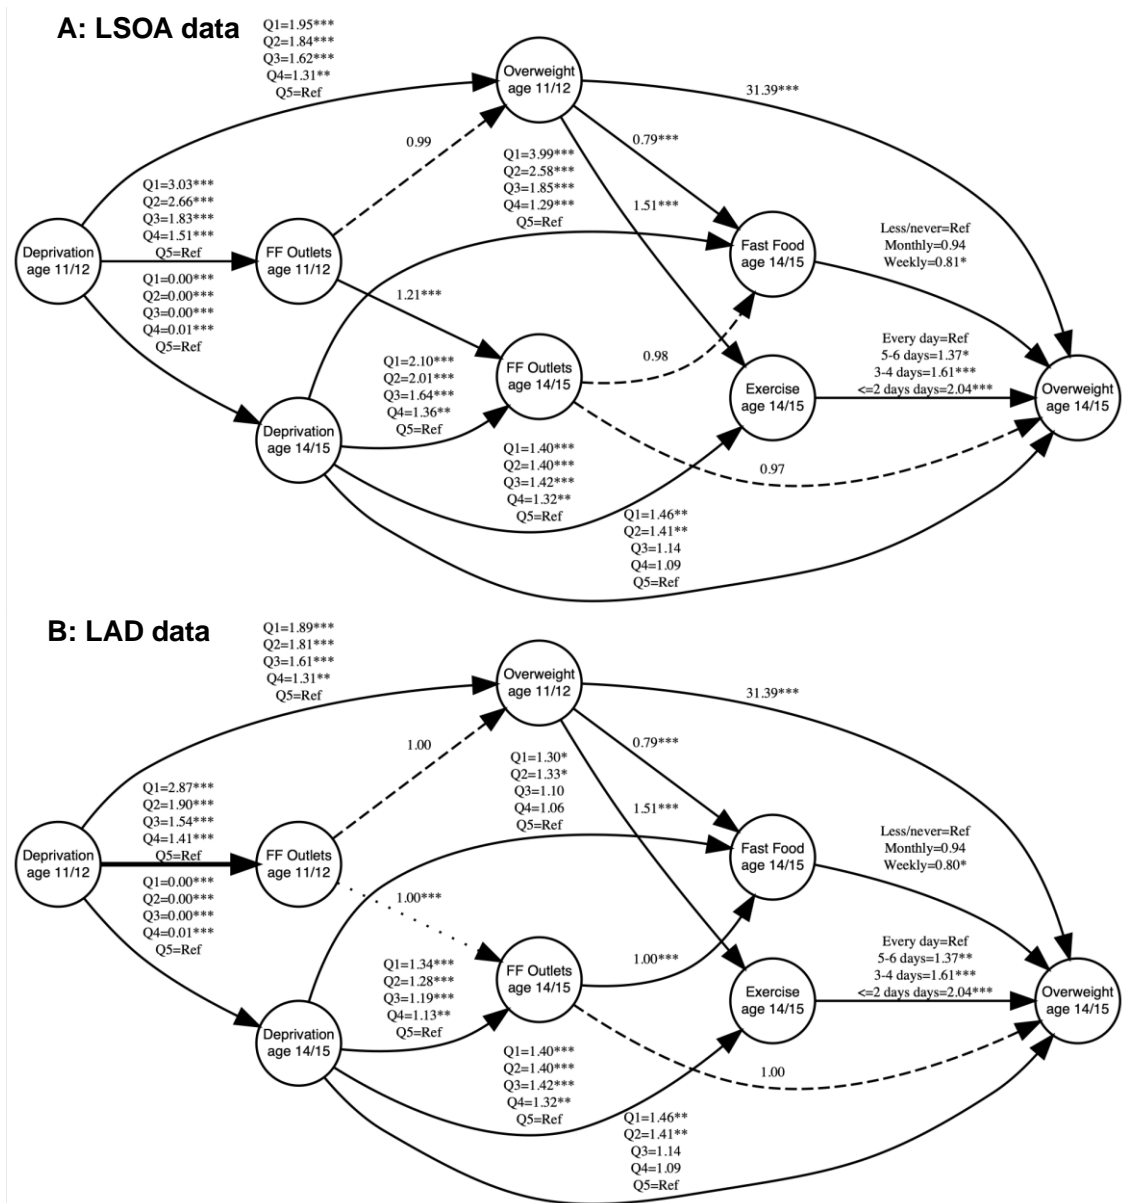 A: LSOA data
Q1=1.95***
Q2=1.84***
Q3=1.62***
Q4=1.31**
Q5=Ref
Overweight
age 11/12
31.39***
0.99
0.79***
Q1=3.99***
Q2=2.58***
Q3=1.85***
Q4=1.29***
Q5=Ref
1.51***
Q1=3.03***
Q2=2.66***
Q3=1.83***
Q4=1.51***
Q5=Ref
Deprivation
age 11/12
FF Outlets
age 11/12
Fast Food
age 14/15
Less/never=Ref
Monthly=0.94
Weekly=0.81*
Q1=0.00***
Q2=0.00***
Q3=0.00***
Q4=0.01***
Q5=Ref
1.21***
Q1=2.10***
Q2=2.01***
Q3=1.64***
Q4=1.36**
Q5=Ref
FF Outlets
age 14/15
0.98
Exercise
age 14/15
Every day=Ref
5-6 days=1.37*
3-4 days=1.61***
<=2 days days=2.04***
Overweight
age 14/15
Deprivation
age 14/15
Q1=1.40***
Q2=1.40***
Q3=1.42***
Q4=1.32**
Q5=Ref
0.97
Q1=1.46**
Q2=1.41**
Q3=1.14
Q4=1.09
Q5=Ref
B: LAD data
Q1=1.89***
Q2=1.81***
Q3=1.61***
Q4=1.31**
Q5=Ref
Overweight
age 11/12
31.39***
1.00
0.79***
Q1=1.30*
Q2=1.33*
Q3=1.10
Q4=1.06
Q5=Ref
1.51***
Q1=2.87***
Q2=1.90***
Q3=1.54***
Q4=1.41***
Q5=Ref
Deprivation
age 11/12
FF Outlets
age 11/12
Fast Food
age 14/15
Less/never=Ref
Monthly=0.94
Weekly=0.80*
Q1=0.00***
Q2=0.00***
Q3=0.00***
Q4=0.01***
Q5=Ref
1.00***
Q1=1.34***
Q2=1.28***
Q3=1.19***
Q4=1.13**
Q5=Ref
FF Outlets
age 14/15
1.00***
Exercise
age 14/15
Every day=Ref
5-6 days=1.37**
3-4 days=1.61***
<=2 days days=2.04***
Overweight
age 14/15
Deprivation
age 14/15
Q1=1.40***
Q2=1.40***
Q3=1.42***
Q4=1.32**
Q5=Ref
1.00
Q1=1.46**
Q2=1.41**
Q3=1.14
Q4=1.09
Q5=Ref